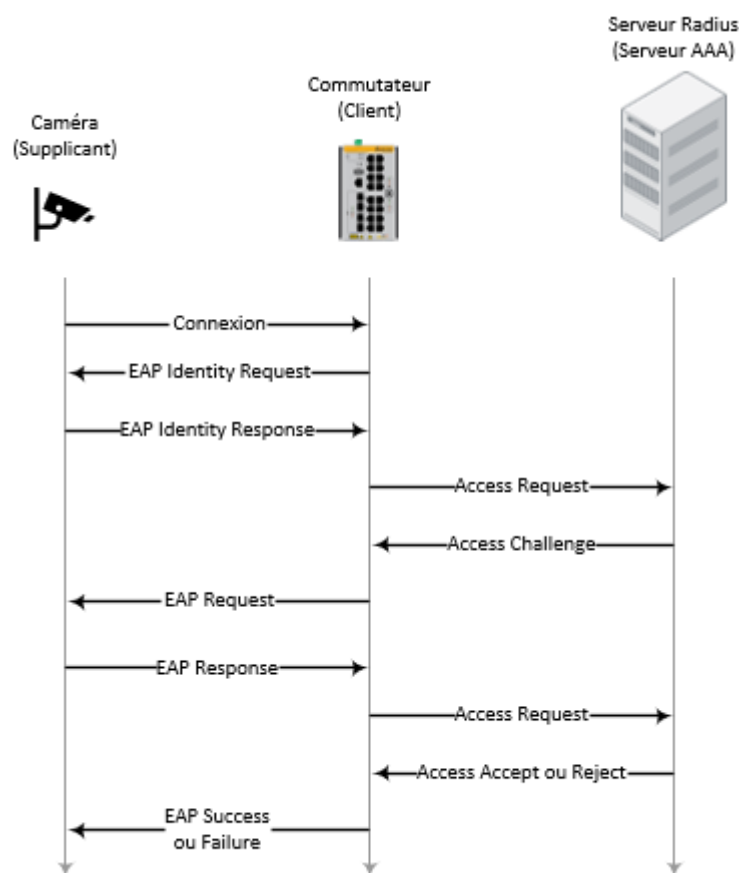 Serveur Radius
(Serveur AAA)
Commutateur
(Client)
Caméra
(Supplicant)
Connexion
EAP Identity Request
EAP Identity Response
Access Request
Access Challenge
EAP Request
EAP Response
Access Request
Access Accept ou Reject
EAP Success
ou Failure